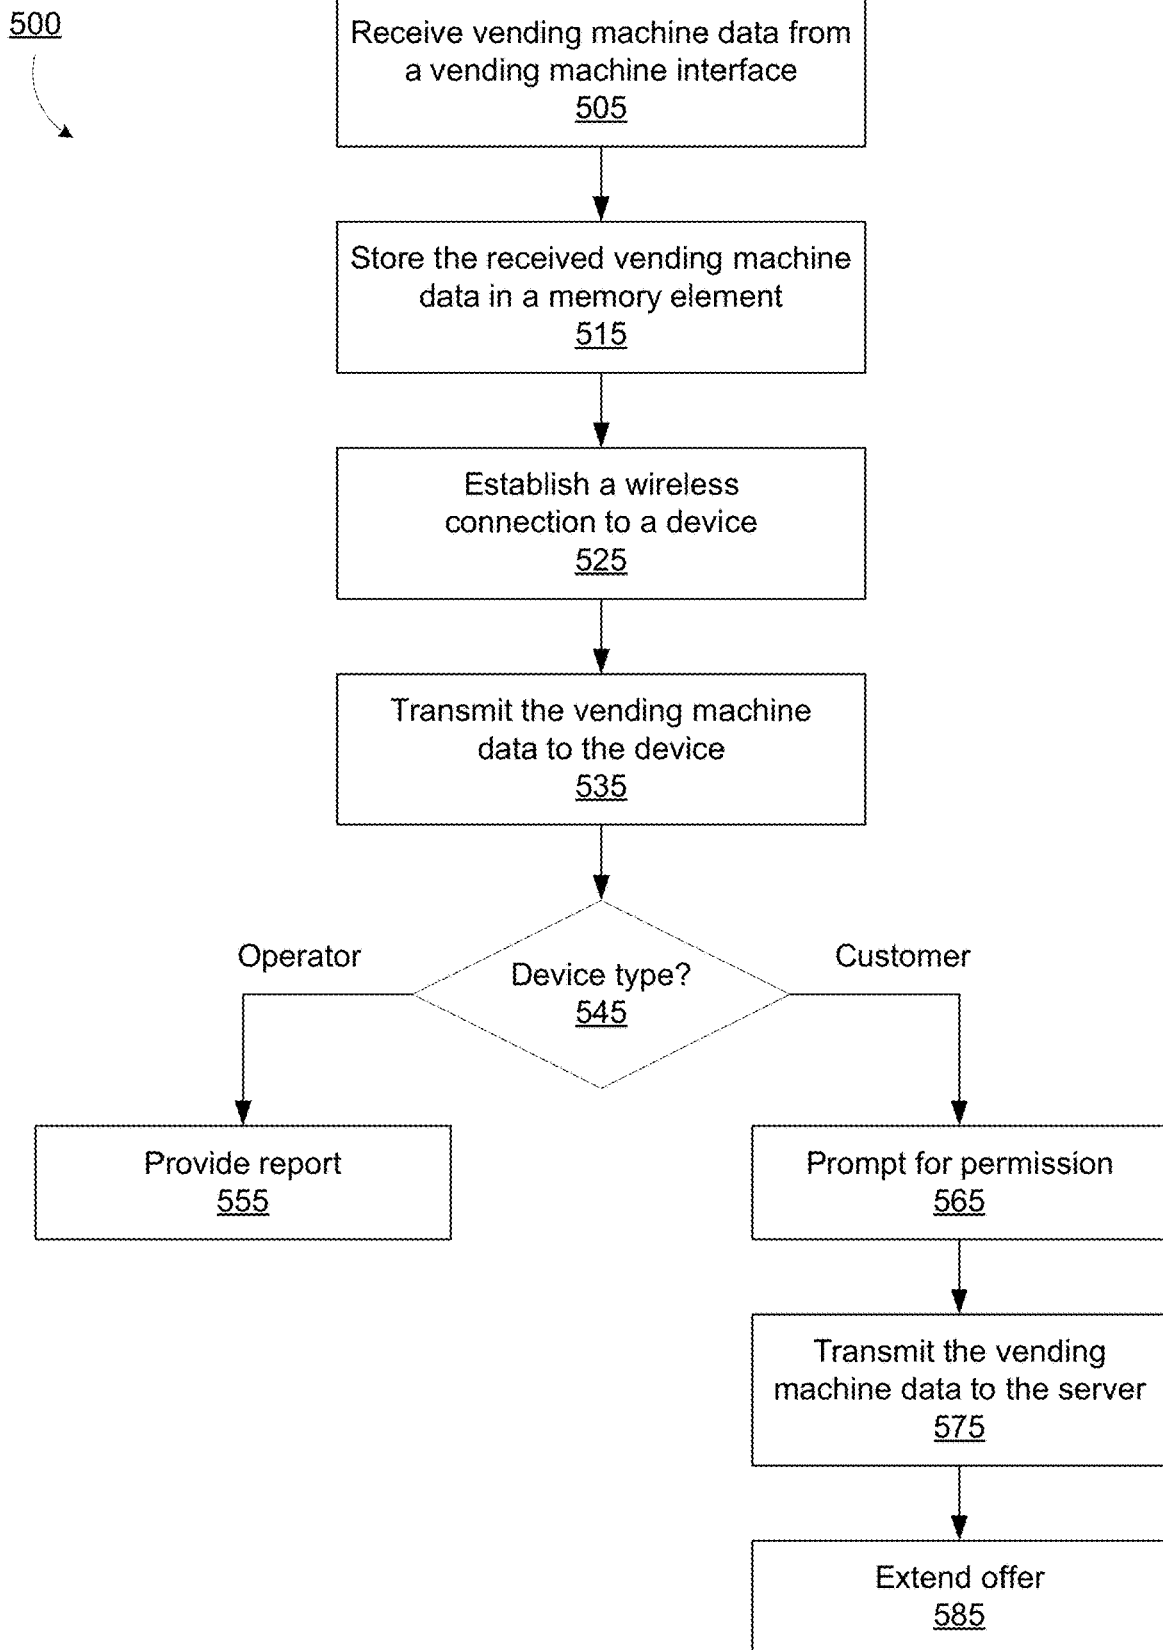 500
Receive vending machine data from
a vending machine interface
505
Store the received vending machine
data in a memory element
515
Establish a wireless
connection to a device
525
Transmit the vending machine
data to the device
535
Operator
Device type?
545
Customer
Provide report
555
Prompt for permission
565
Transmit the vending
machine data to the server
575
Extend offer
585